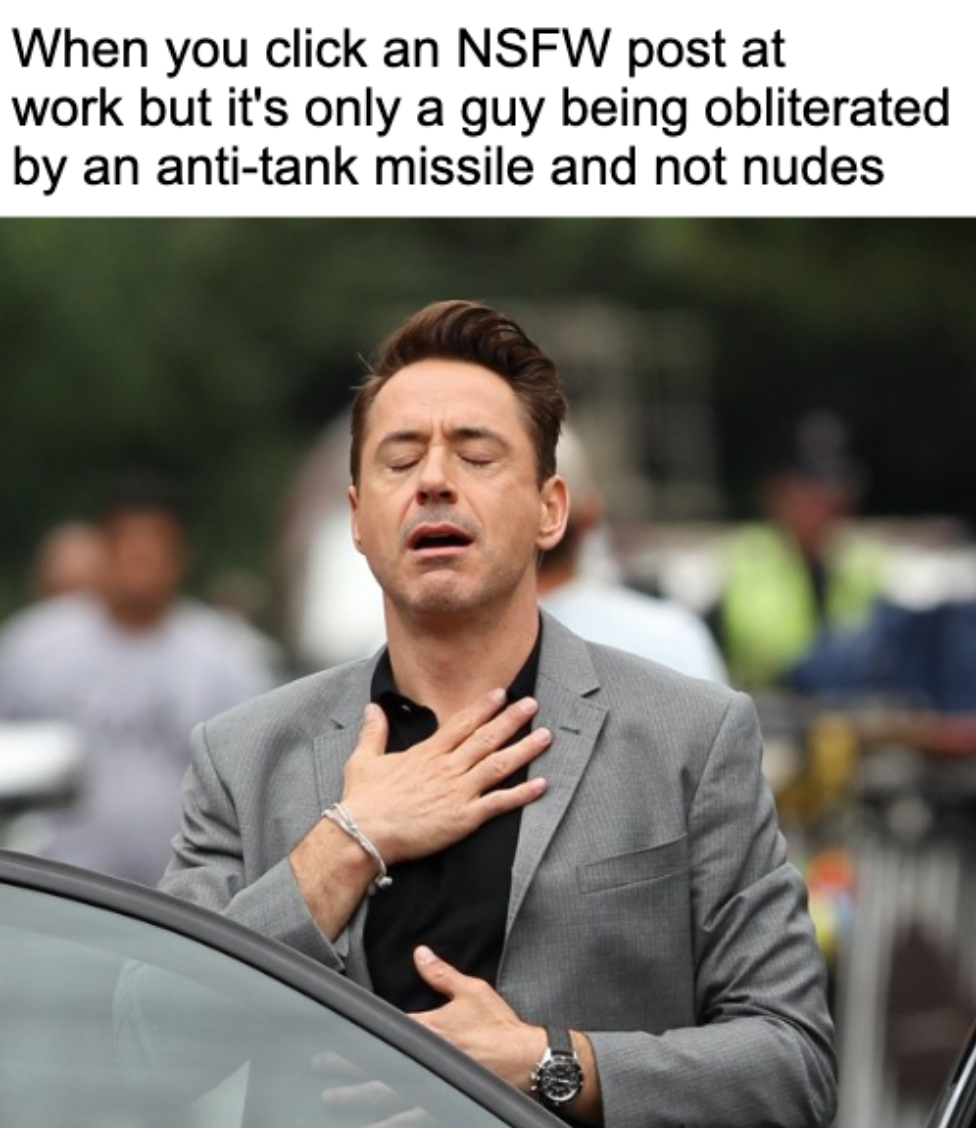 When you click an NSFW post at
work but it's only a guy being obliterated
by an anti-tank missile and not nudes